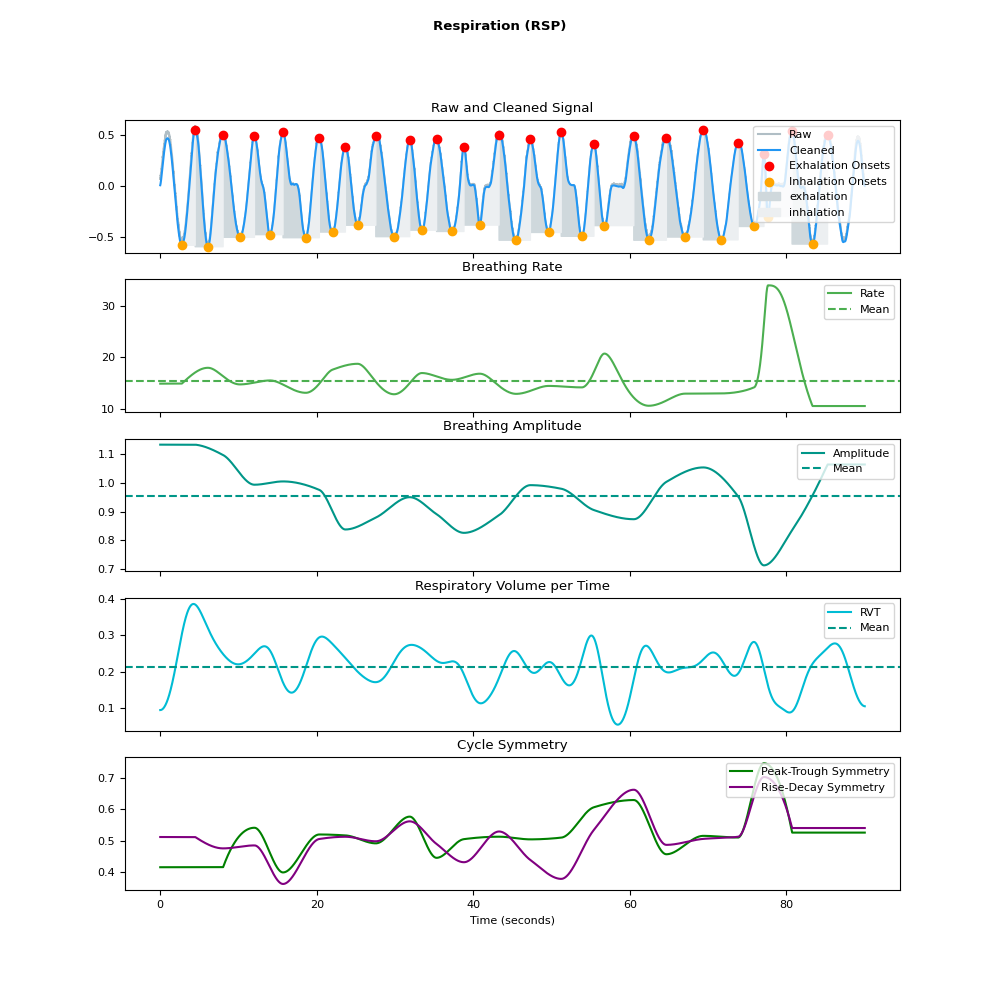 Respiration (RSP)
Raw and Cleaned Signal
0.5
0.0
−0.5
Raw
Cleaned
Exhalation Onsets
Inhalation Onsets
exhalation
inhalation
Breathing Rate
30
20
10
Rate
Mean
Breathing Amplitude
1.1
1.0
0.9
0.8
0.7
Amplitude
Mean
Respiratory Volume per Time
0.4
0.3
0.2
0.1
RVT
Mean
Cycle Symmetry
0.7
0.6
0.5
0.4
Peak-Trough Symmetry
Rise-Decay Symmetry
0 20 40 60 80
Time (seconds)